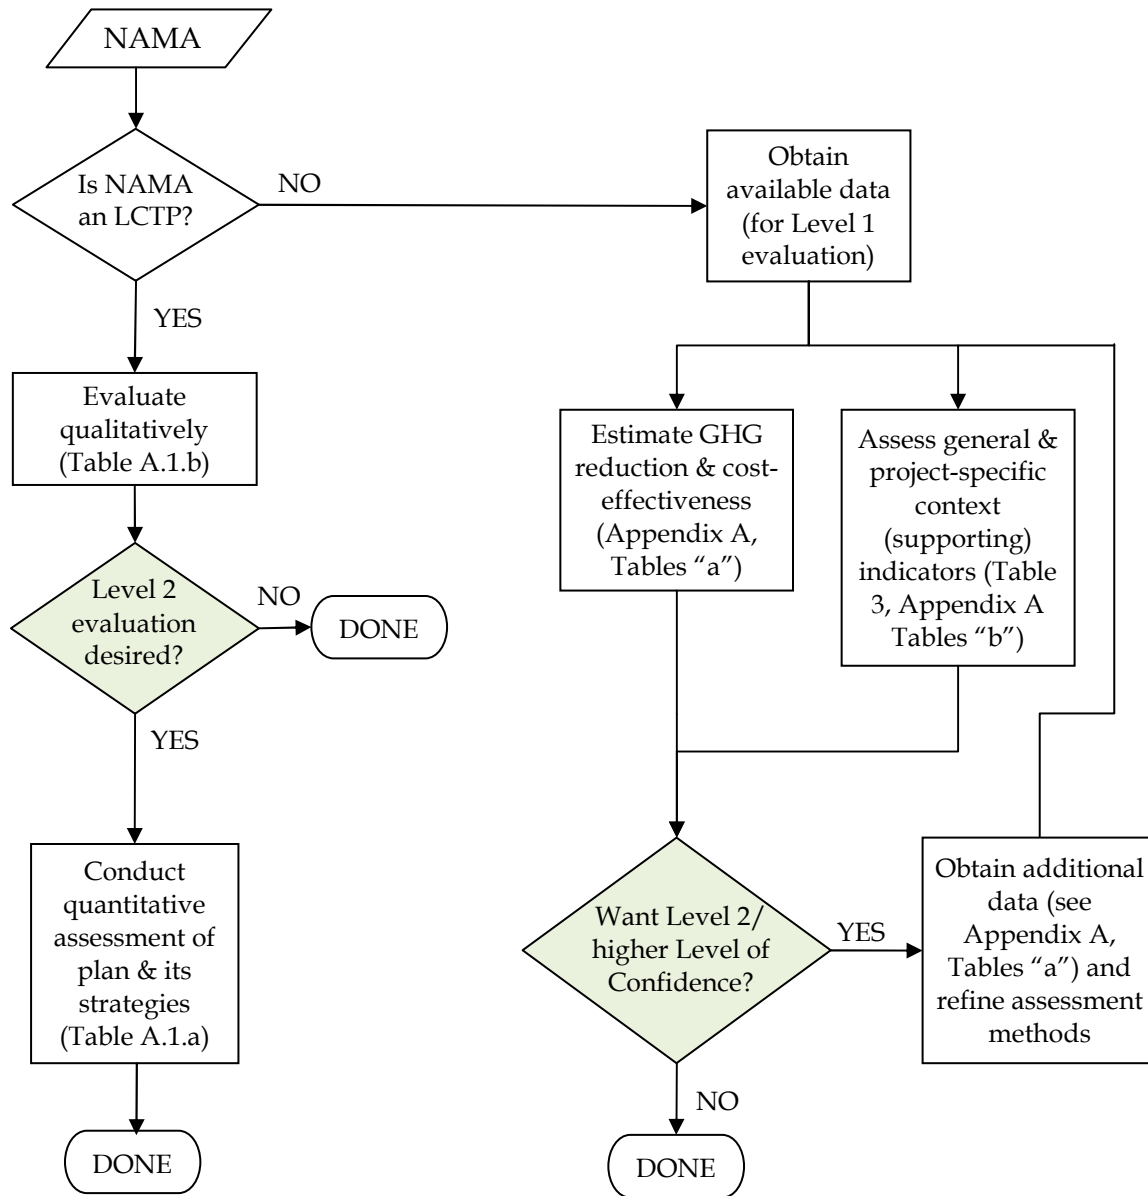 NAMA
Is NAMA
an LCTP?
NO
Obtain
available data
(for Level 1
evaluation)
YES
Evaluate
qualitatively
(Table A.1.b)
Estimate GHG
reduction & cost-
effectiveness
(Appendix A,
Tables “a”)
Assess general &
project-specific
context
(supporting)
indicators (Table
3, Appendix A
Tables “b”)
Level 2
evaluation
desired?
NO
DONE
YES
Conduct
quantitative
assessment of
plan & its
strategies
(Table A.1.a)
DONE
Want Level 2/
higher Level of
Confidence?
YES
Obtain additional
data (see
Appendix A,
Tables “a”) and
refine assessment
methods
NO
DONE